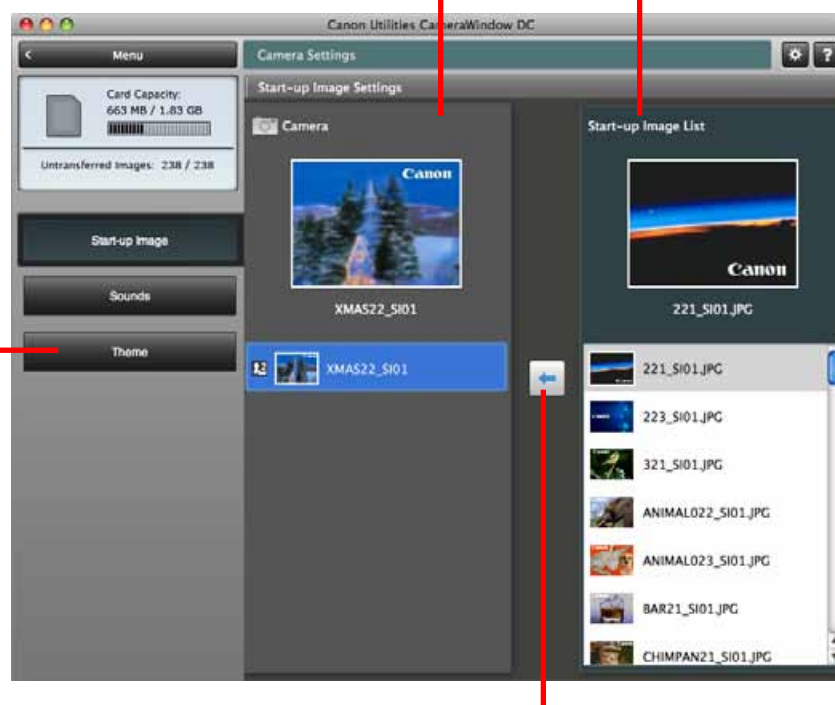 Canon Utilities CameraWindow DC
Menu
Camera Settings
?
Card Capacity:
663 MB / 1.83 GB
Untransferred Images: 238 / 238
Start-up Image
Sounds
Theme
Start-up Image Settings
Camera
Canon
XMAS22_SI01
XMAS22_SI01
Start-up Image List
Canon
221_SI01.JPG
221_SI01.JPG
223_SI01.JPG
321_SI01.JPG
ANIMAL022_SI01.JPG
ANIMAL023_SI01.JPG
BAR21_SI01.JPG
CHIMPAN21_SI01.JPG